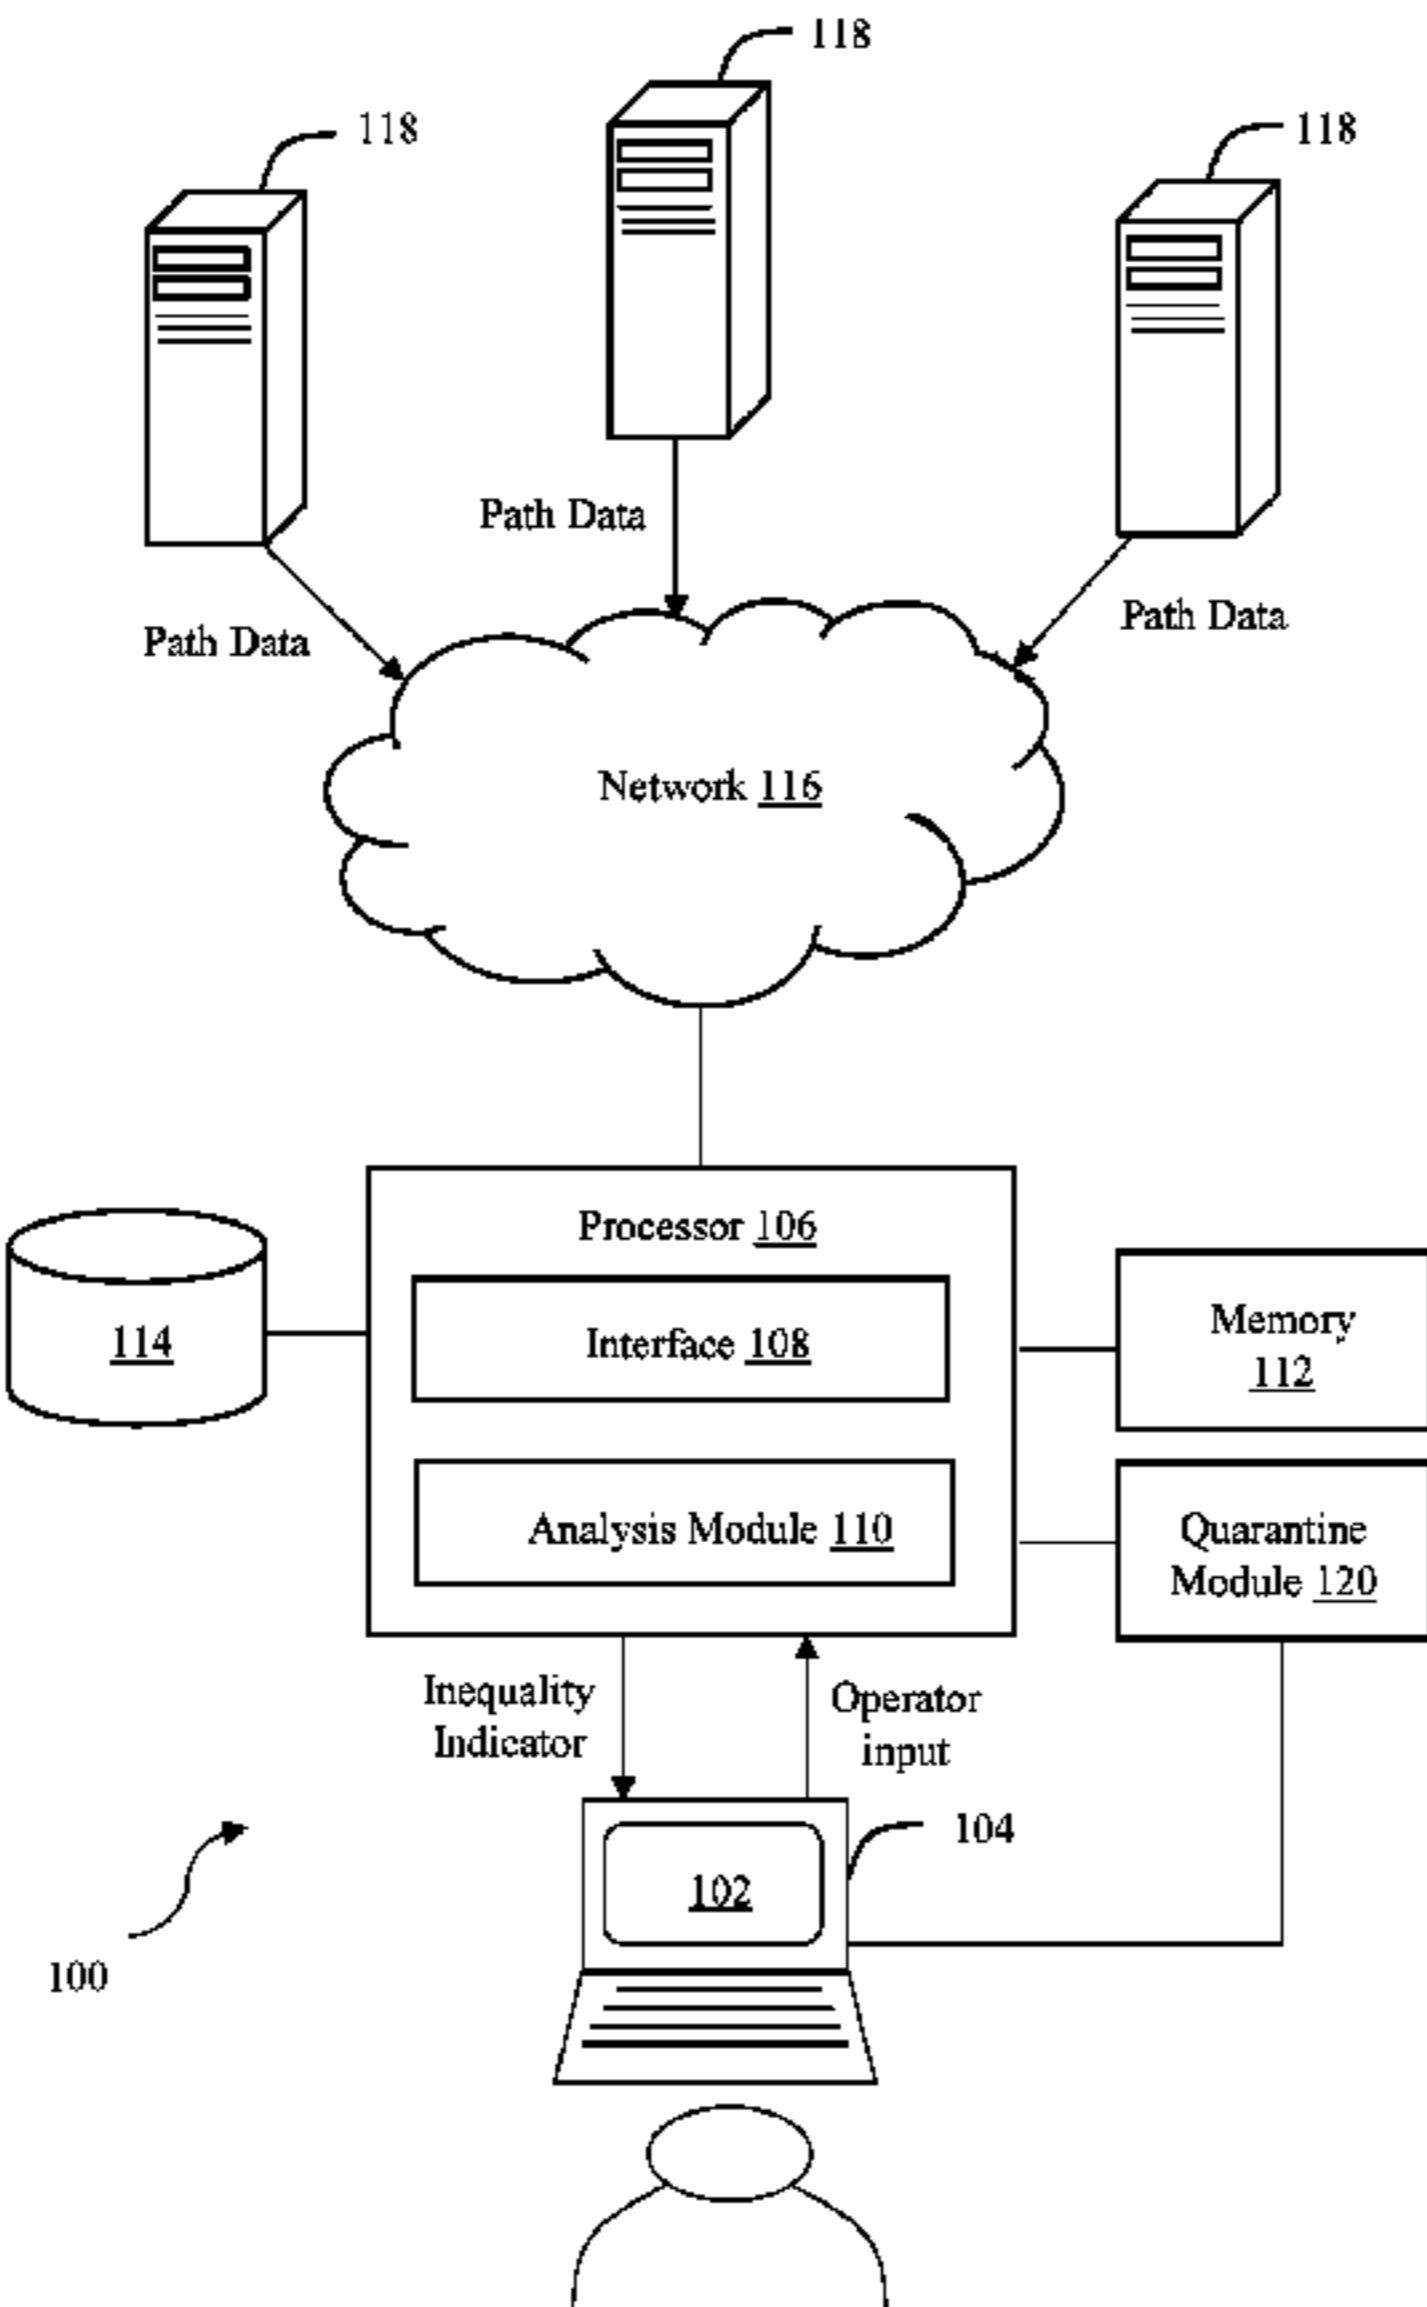 118
118
118
Path Data
Path Data
Path Data
Network 116
Processor 106
114
Interface 108
Memory
112
Analysis Module 110
Quarantine
Module 120
Inequality
Indicator
Operator
input
104
102
100